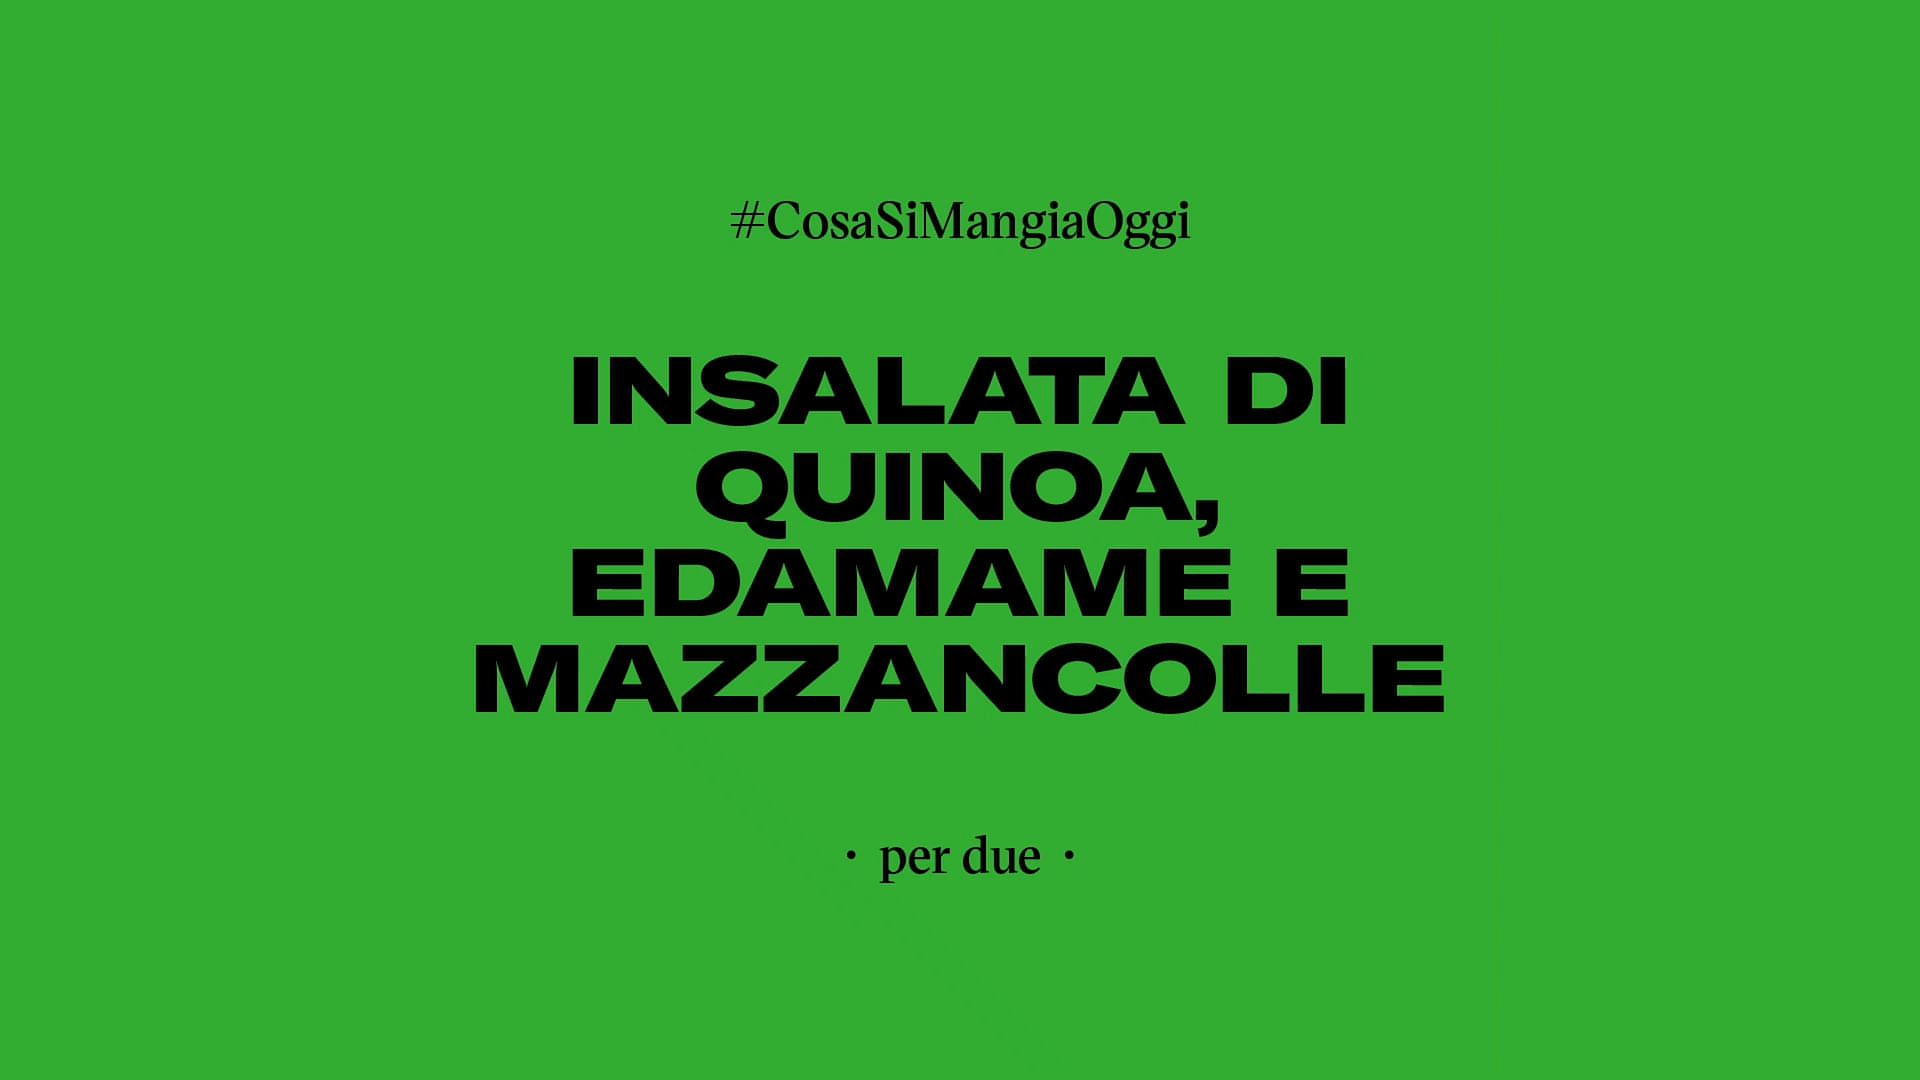 #CosaSiMangiaOggi
INSALATA DI
QUINOA,
EDAMAME E
MAZZANCOLLE
· per due ·